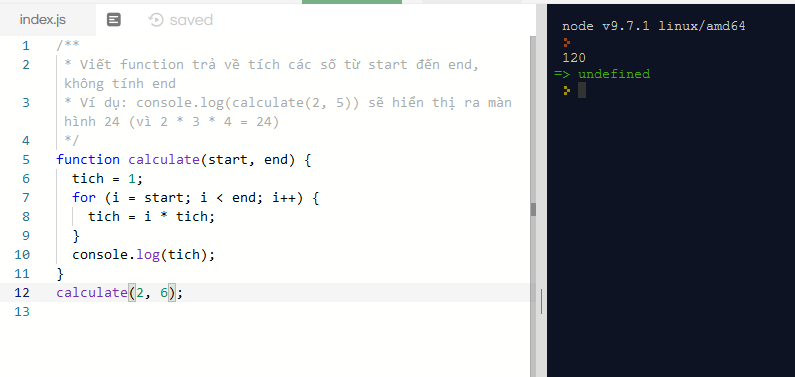 index.js saved
1 /**
2 * Viết function trả về tích các số từ start đến end,
không tính end
3 * Ví dụ: console.log(calculate(2, 5)) sẽ hiển thị ra màn
hình 24 (vì 2 * 3 * 4 = 24)
4 */
5 function calculate(start, end) {
6 tich = 1;
7 for (i = start; i < end; i++) {
8 tich = i * tich;
9 }
10 console.log(tich);
11 }
12 calculate(2, 6);
13
node v9.7.1 linux/amd64
120
=> undefined